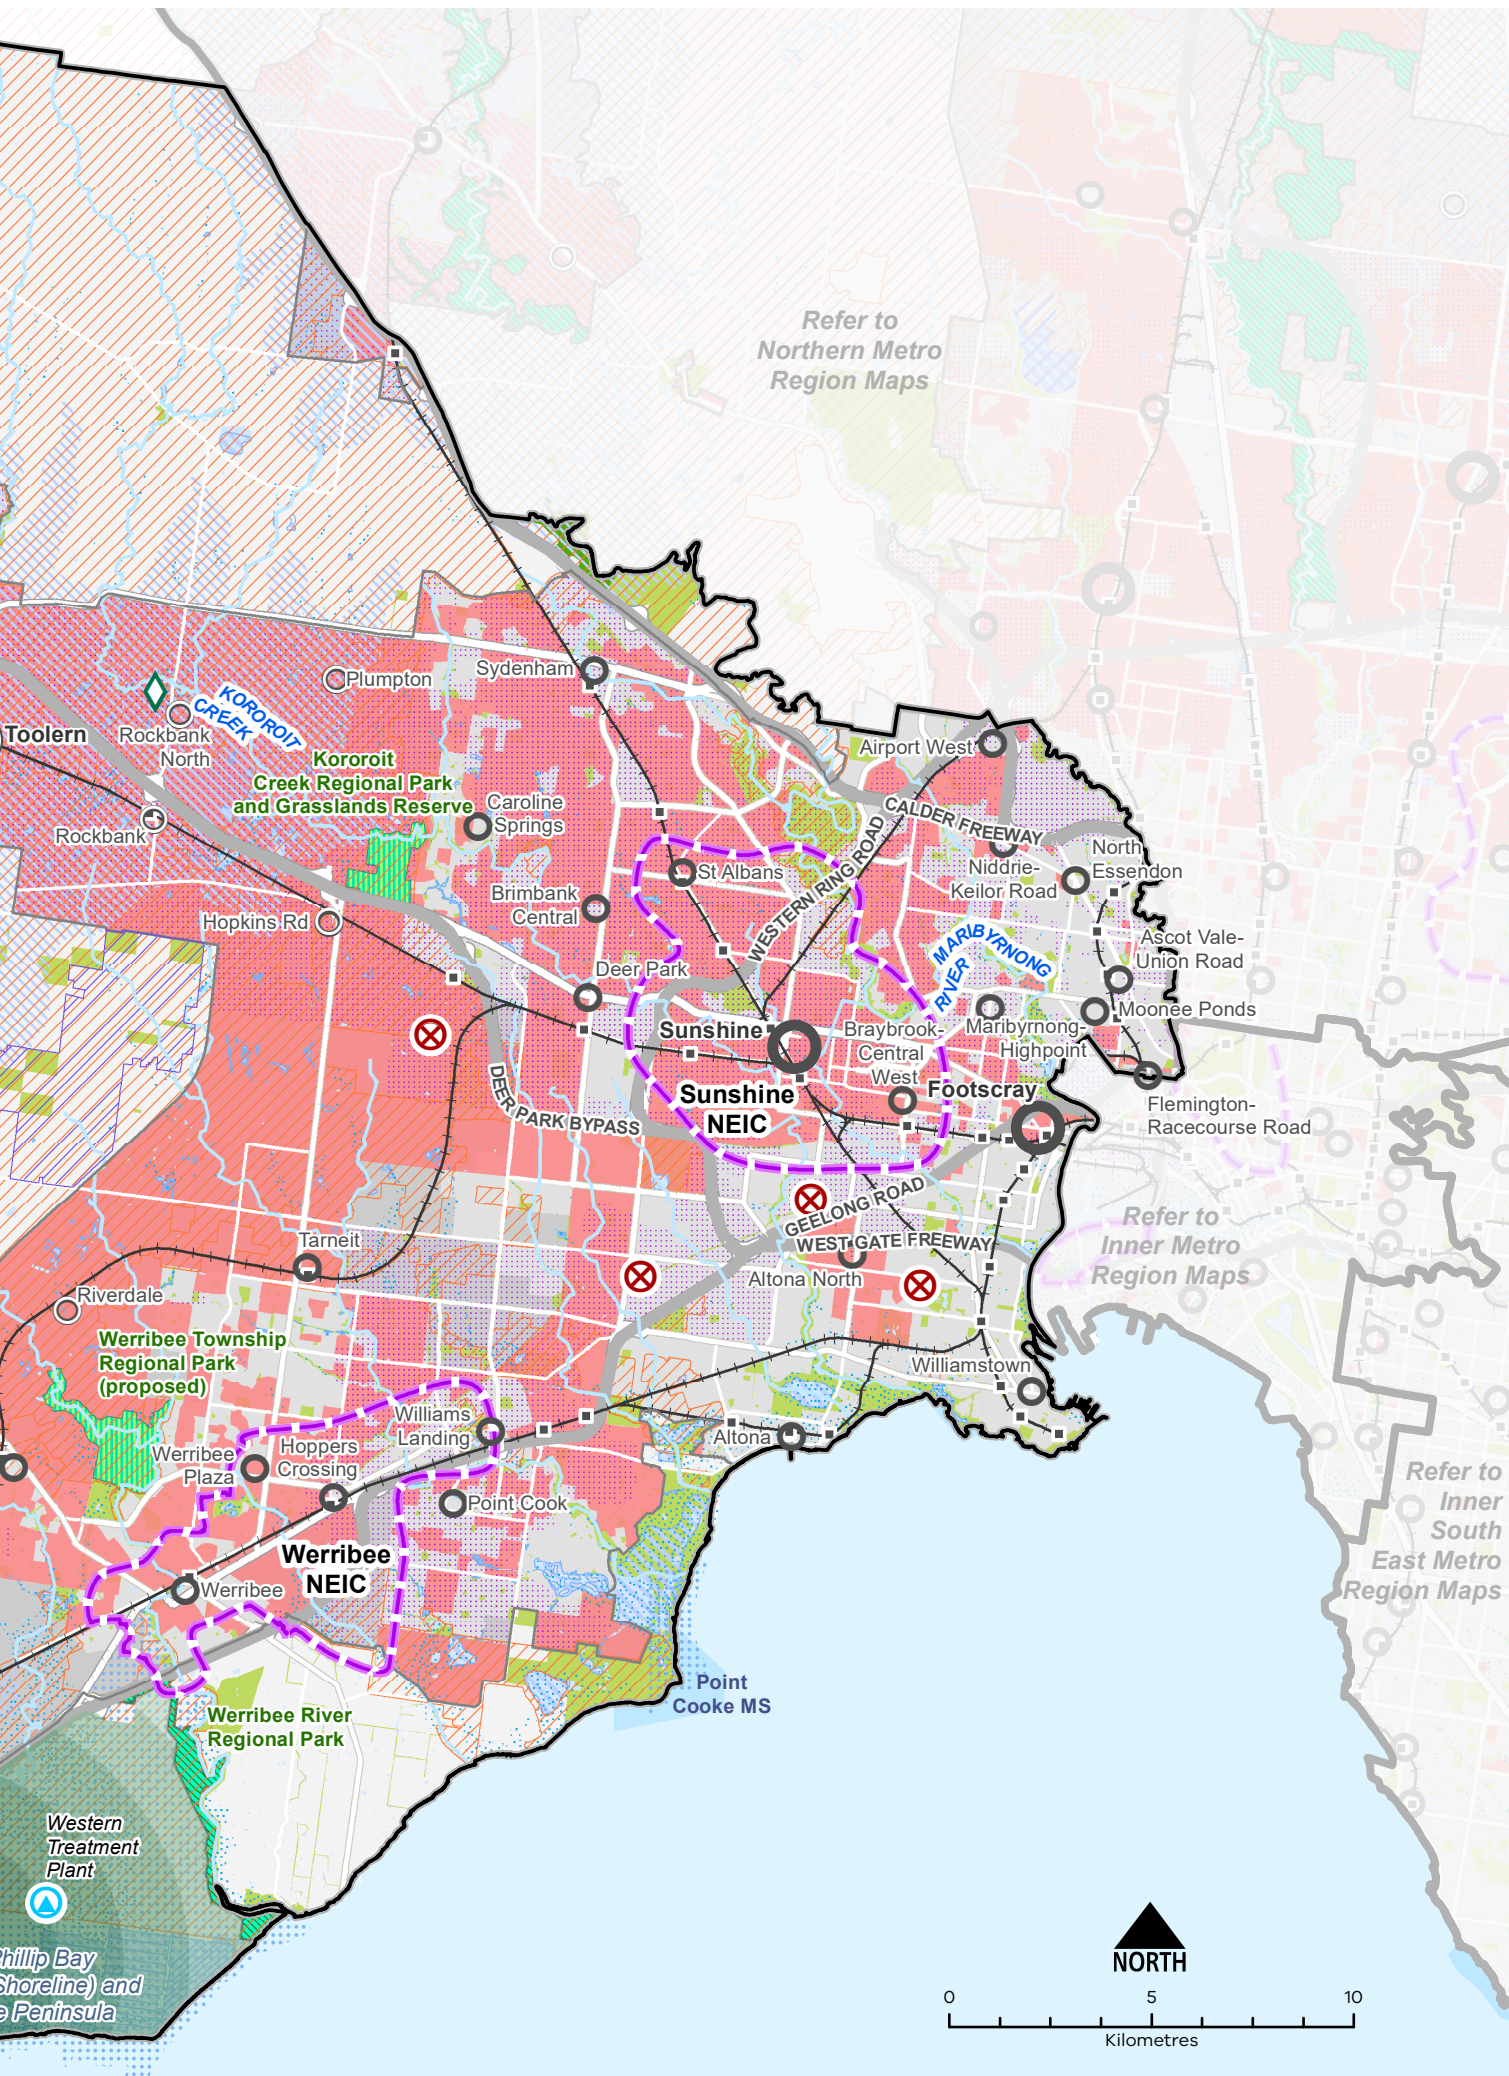 Refer to
Northern Metro
Region Maps
Sydenham
Plumpton
KOROROIT
CREEK
Toolern
Rockbank
North
Airport West
Kororoit
Creek Regional Park
and Grasslands Reserve
Caroline
Springs
CALDER FREEWAY
Rockbank
WESTERN RING ROAD
North
Essendon
St Albans
Niddrie-
Keilor Road
Brimbank
Central
Hopkins Rd
MARIBYRNONG
RIVER
Ascot Vale-
Union Road
Deer Park
Moonee Ponds
Sunshine
Braybrook-
Central
West
Maribyrnong-
Highpoint
Sunshine
NEIC
Footscray
DEER PARK BYPASS
Flemington-
Racecourse Road
GEELONG ROAD
Refer to
Inner Metro
Region Maps
Tarneit
WEST GATE FREEWAY
Altona North
Riverdale
Werribee Township
Regional Park
(proposed)
Williamstown
Williams
Landing
Altona
Werribee
Plaza
Hoppers
Crossing
Refer to
Inner
South
East Metro
Region Maps
Point Cook
Werribee
NEIC
Werribee
Point
Cooke MS
Werribee River
Regional Park
Western
Treatment
Plant
Phillip Bay
Shoreline) and
e Peninsula
NORTH
0 5 10
Kilometres